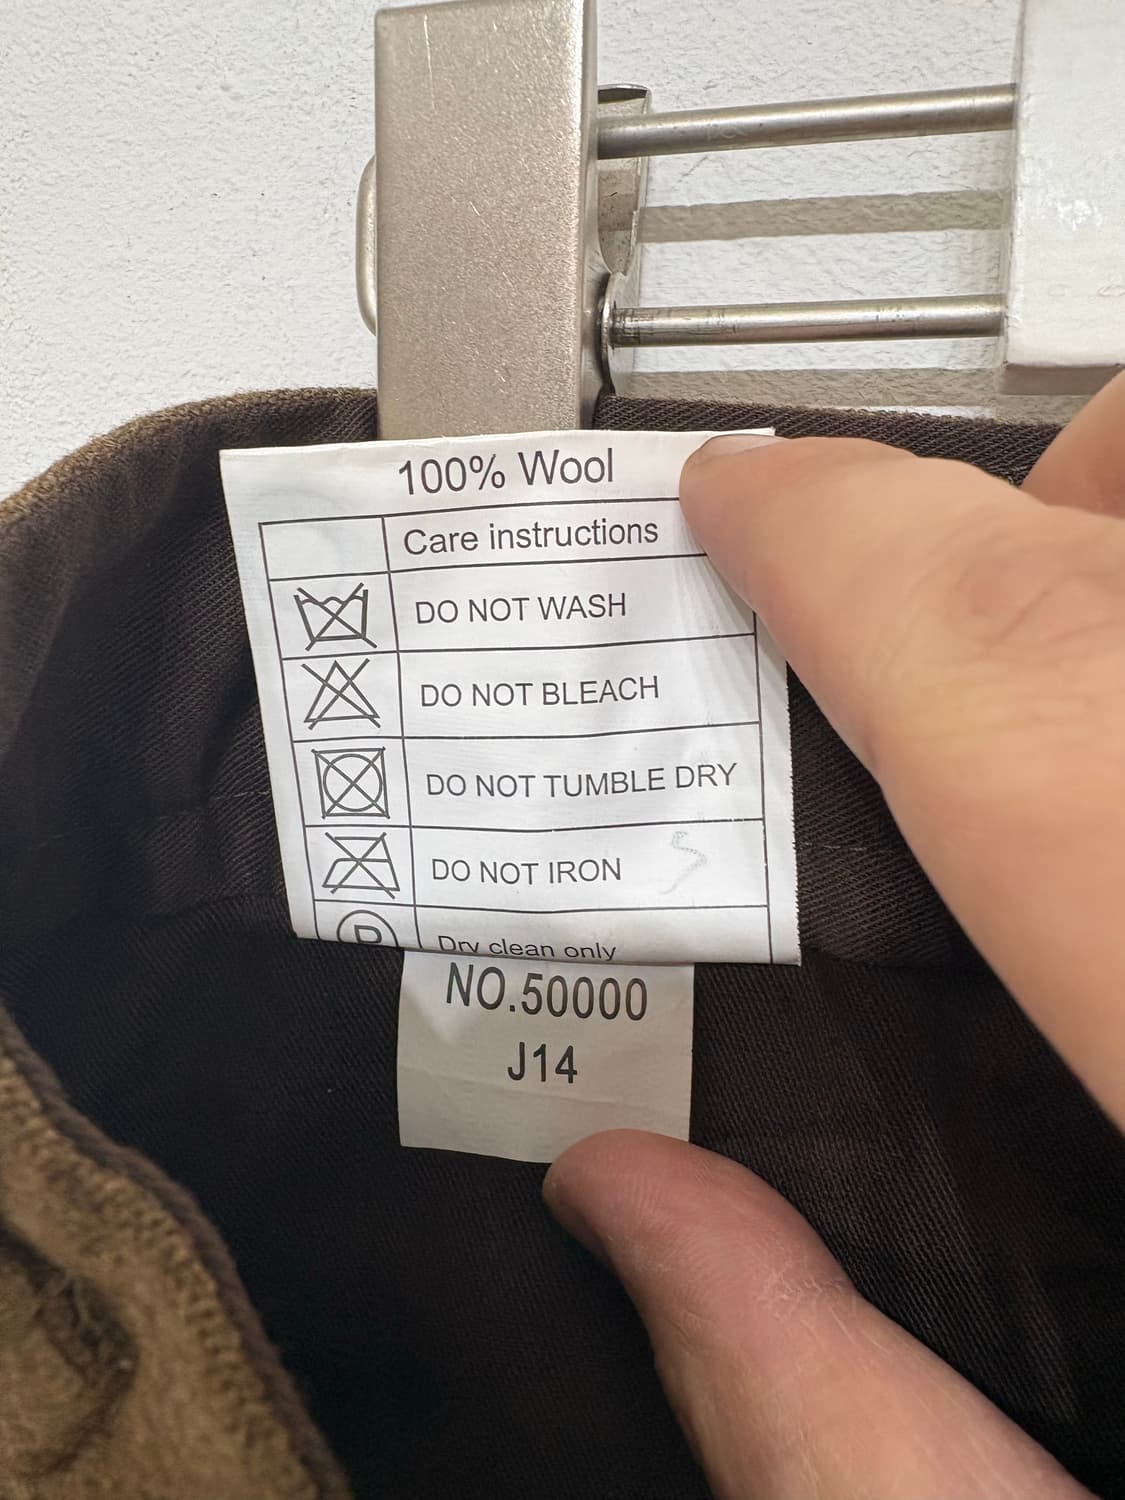 100% Wool
Care instructions
DO NOT WASH
DO NOT BLEACH
DO NOT TUMBLE DRY
DO NOT IRON
P Dry clean only
NO.50000
J14